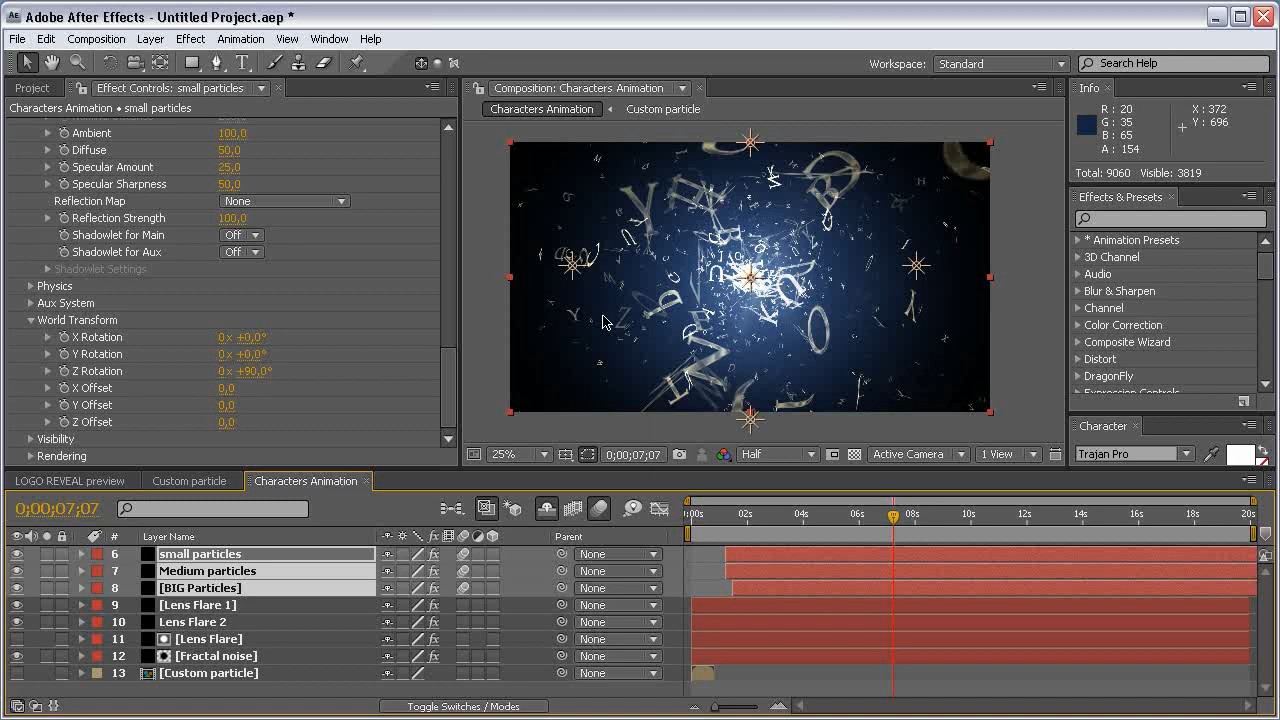 Adobe After Effects - Untitled Project.aep *
File Edit Composition Layer Effect Animation View Window Help
Workspace: Standard Search Help
Project Effect Controls: small particles
Characters Animation • small particles
Ambient 100,0
Diffuse 50,0
Specular Amount 25,0
Specular Sharpness 50,0
Reflection Map None
Reflection Strength 100,0
Shadowlet for Main Off
Shadowlet for Aux Off
Shadowlet Settings
Physics
Aux System
World Transform
X Rotation 0x +0,0°
Y Rotation 0x +0,0°
Z Rotation 0x +90,0°
X Offset 0,0
Y Offset 0,0
Z Offset 0,0
Visibility
Rendering
Composition: Characters Animation
Characters Animation Custom particle
25% 0;00;07;07 Half Active Camera 1 View
Info
R : 20 X : 372
G : 35 Y : 696
B : 65
A : 154
Total: 9060 Visible: 3819
Effects & Presets
* Animation Presets
3D Channel
Audio
Blur & Sharpen
Channel
Color Correction
Composite Wizard
Distort
DragonFly
Expression Controls
Character
Trajan Pro
LOGO REVEAL preview Custom particle Characters Animation
0;00;07;07
:00s 02s 04s 06s 08s 10s 12s 14s 16s 18s 20s
# Layer Name Parent
6 small particles None
7 Medium particles None
8 [BIG Particles] None
9 [Lens Flare 1] None
10 Lens Flare 2 None
11 [Lens Flare] None
12 [Fractal noise] None
13 [Custom particle] None
Toggle Switches / Modes